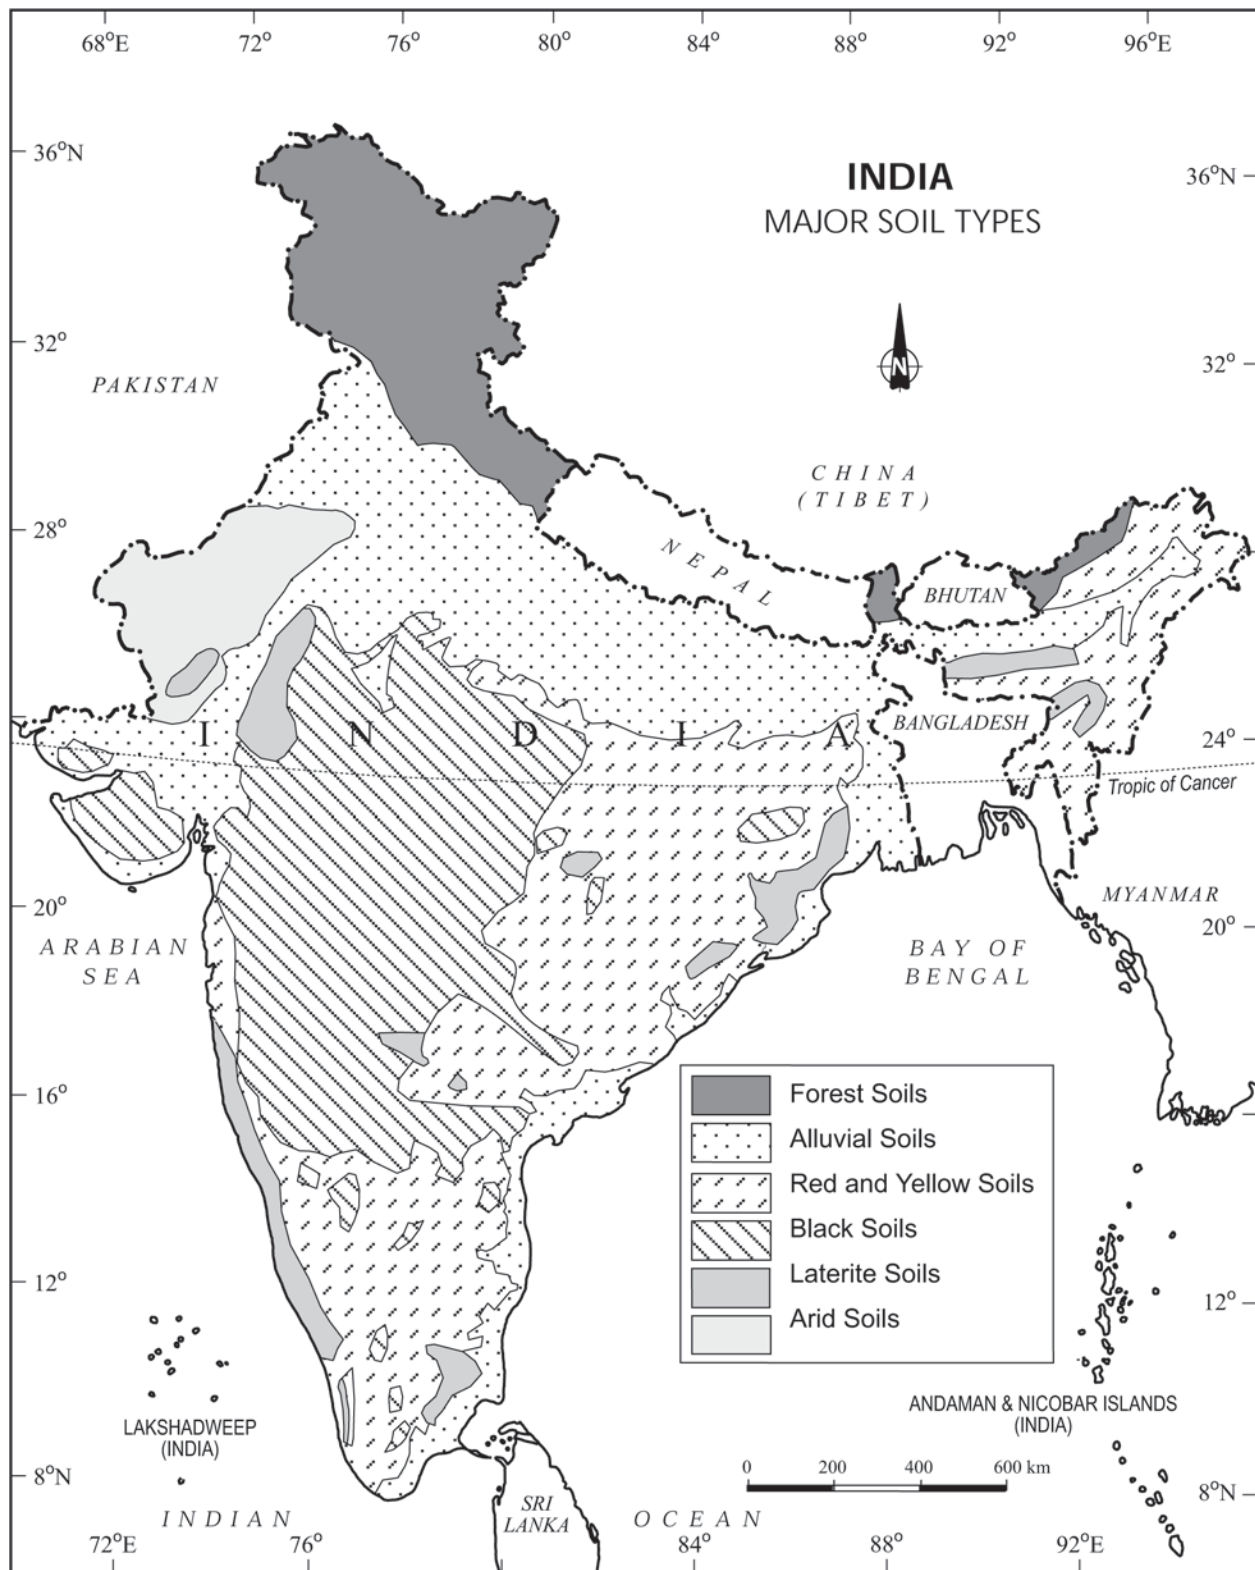 68°E 72° 76° 80° 84° 88° 92° 96°E
36°N
INDIA
36°N
MAJOR SOIL TYPES
N
32°
32°
PAKISTAN
CHINA
(TIBET)
28°
NEPAL
BHUTAN
I N D I A
BANGLADESH
24°
Tropic of Cancer
MYANMAR
20°
20°
ARABIAN
SEA
BAY OF
BENGAL
16°
Forest Soils
Alluvial Soils
Red and Yellow Soils
Black Soils
Laterite Soils
Arid Soils
12°
12°
LAKSHADWEEP
(INDIA)
ANDAMAN & NICOBAR ISLANDS
(INDIA)
0 200 400 600 km
8°N
8°N
SRI
LANKA
INDIAN OCEAN
72°E 76° 84° 88° 92°E